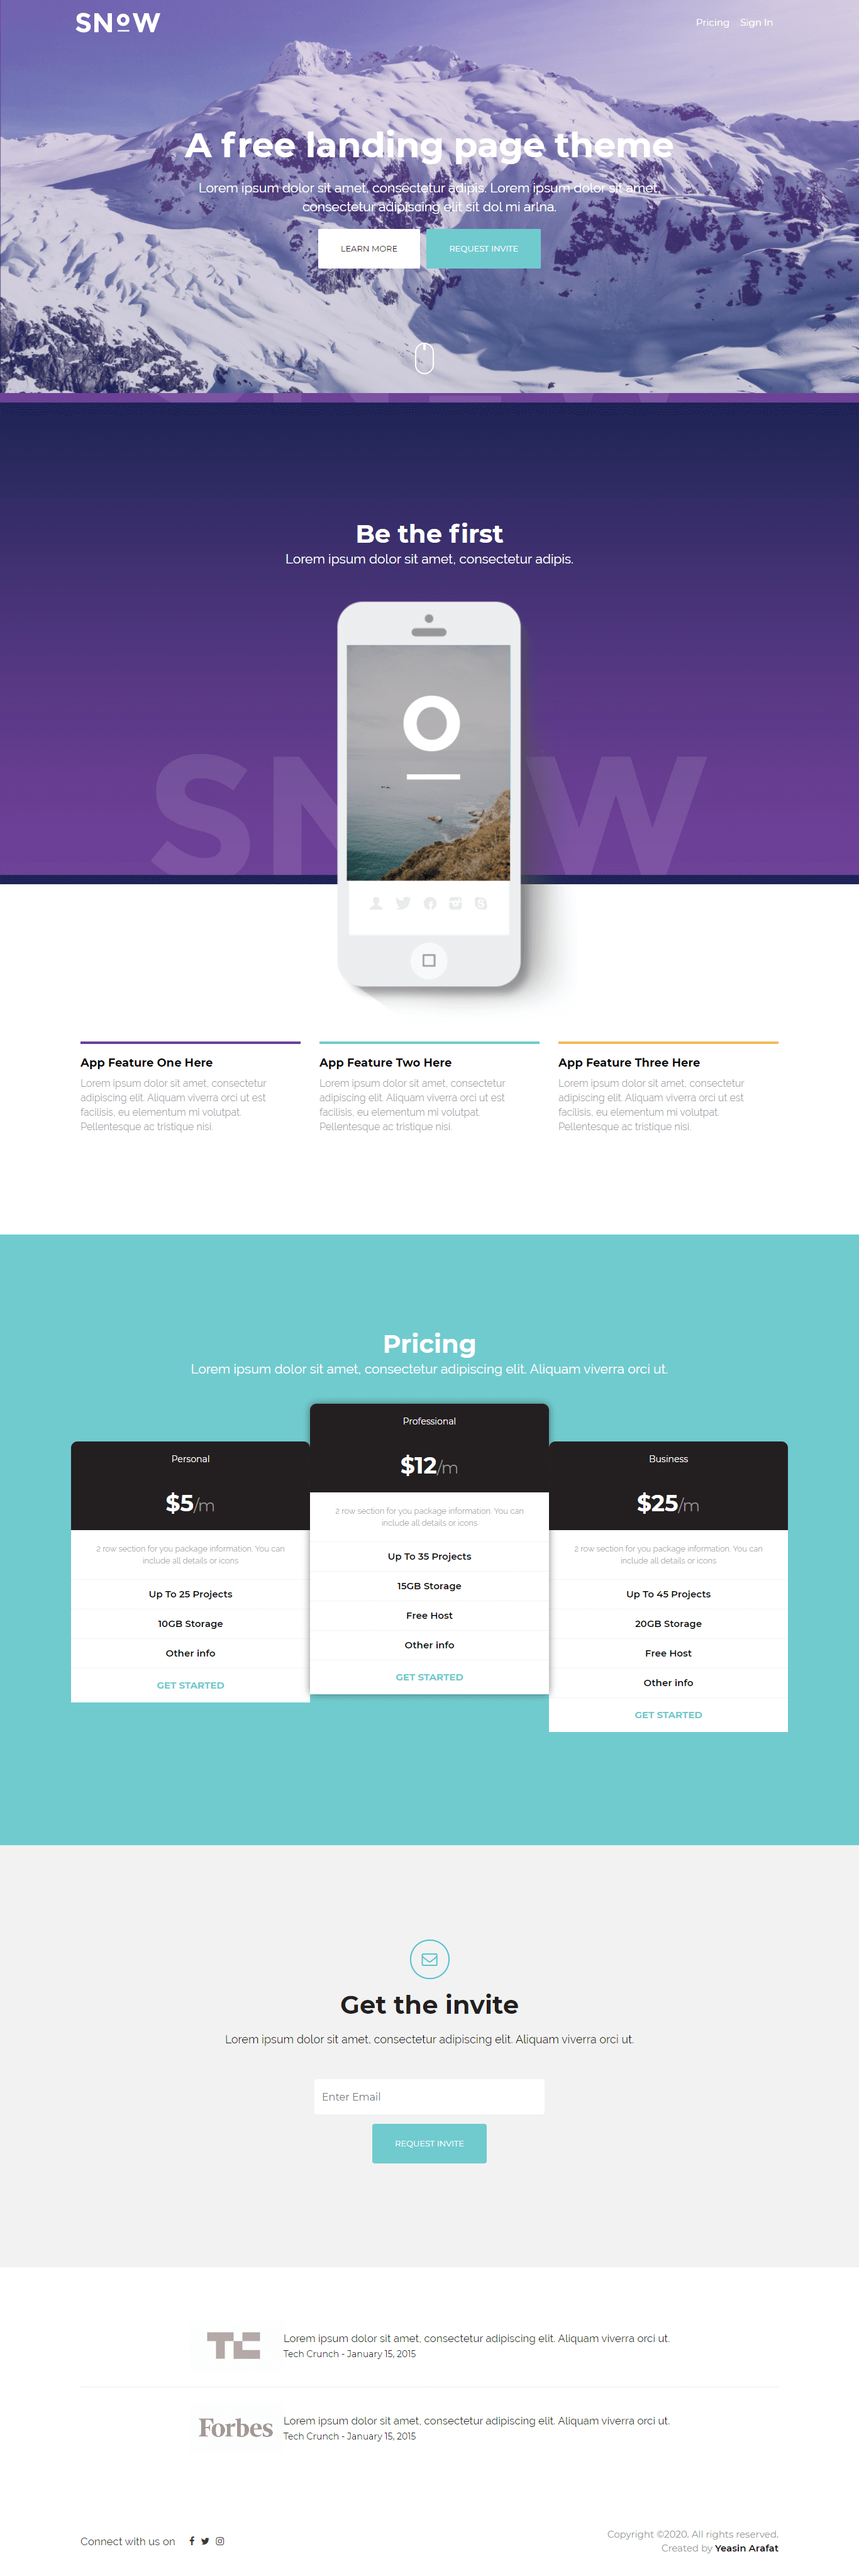 SNOW
Pricing Sign In
A free landing page theme
Lorem ipsum dolor sit amet, consectetur adipis. Lorem ipsum dolor sit amet,
consectetur adipiscing elit sit dol mi arlna.
LEARN MORE REQUEST INVITE
Be the first
Lorem ipsum dolor sit amet, consectetur adipis.
O
SNOW
App Feature One Here
Lorem ipsum dolor sit amet, consectetur
adipiscing elit. Aliquam viverra orci ut est
facilisis, eu elementum mi volutpat.
Pellentesque ac tristique nisi.
App Feature Two Here
Lorem ipsum dolor sit amet, consectetur
adipiscing elit. Aliquam viverra orci ut est
facilisis, eu elementum mi volutpat.
Pellentesque ac tristique nisi.
App Feature Three Here
Lorem ipsum dolor sit amet, consectetur
adipiscing elit. Aliquam viverra orci ut est
facilisis, eu elementum mi volutpat.
Pellentesque ac tristique nisi.
Pricing
Lorem ipsum dolor sit amet, consectetur adipiscing elit. Aliquam viverra orci ut.
Personal
$5/m
2 row section for you package information. You can
include all details or icons
Up To 25 Projects
10GB Storage
Other info
GET STARTED
Professional
$12/m
2 row section for you package information. You can
include all details or icons
Up To 35 Projects
15GB Storage
Free Host
Other info
GET STARTED
Business
$25/m
2 row section for you package information. You can
include all details or icons
Up To 45 Projects
20GB Storage
Free Host
Other info
GET STARTED
Get the invite
Lorem ipsum dolor sit amet, consectetur adipiscing elit. Aliquam viverra orci ut.
Enter Email
REQUEST INVITE
TC
Lorem ipsum dolor sit amet, consectetur adipiscing elit. Aliquam viverra orci ut.
Tech Crunch - January 15, 2015
Forbes
Lorem ipsum dolor sit amet, consectetur adipiscing elit. Aliquam viverra orci ut.
Tech Crunch - January 15, 2015
Connect with us on
Copyright ©2020. All rights reserved.
Created by Yeasin Arafat